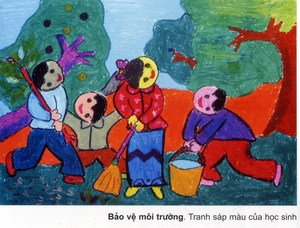 Bảo vệ môi trường. Tranh sáp màu của học sinh